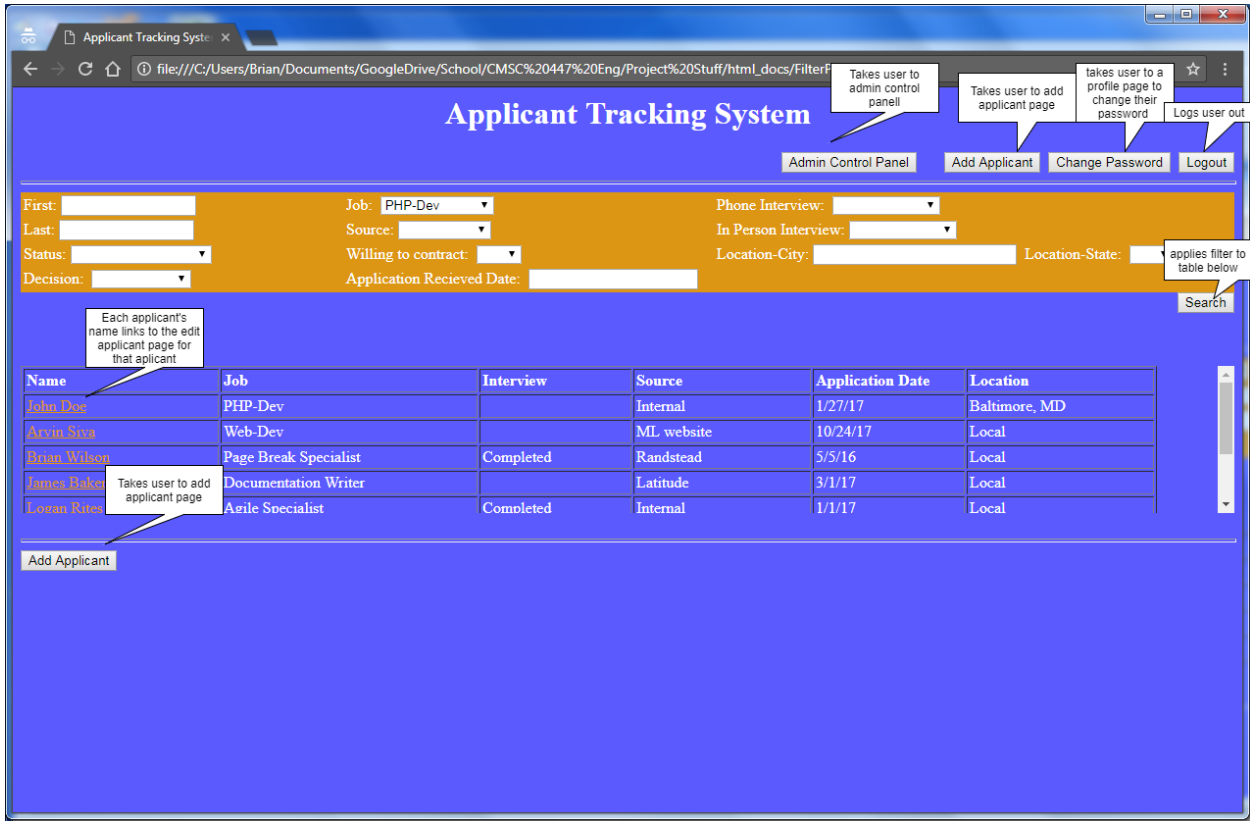 Applicant Tracking Syste
file:///C:/Users/Brian/Documents/GoogleDrive/School/CMSC%20447%20Eng/Project%20Stuff/html_docs/FilterP
Takes user to
admin control
panell
Takes user to add
applicant page
takes user to a
profile page to
change their
password
Logs user out
Applicant Tracking System
Admin Control Panel Add Applicant Change Password Logout
First: Job: PHP-Dev Phone Interview:
Last: Source: In Person Interview:
Status: Willing to contract: Location-City: Location-State:
Decision: Application Recieved Date:
applies filter to
table below
Search
Each applicant's
name links to the edit
applicant page for
that aplicant
Name Job Interview Source Application Date Location
John Doe PHP-Dev Internal 1/27/17 Baltimore, MD
Arvin Siva Web-Dev ML website 10/24/17 Local
Brian Wilson Page Break Specialist Completed Randstead 5/5/16 Local
James Baker Documentation Writer Latitude 3/1/17 Local
Logan Rites Agile Specialist Completed Internal 1/1/17 Local
Takes user to add
applicant page
Add Applicant